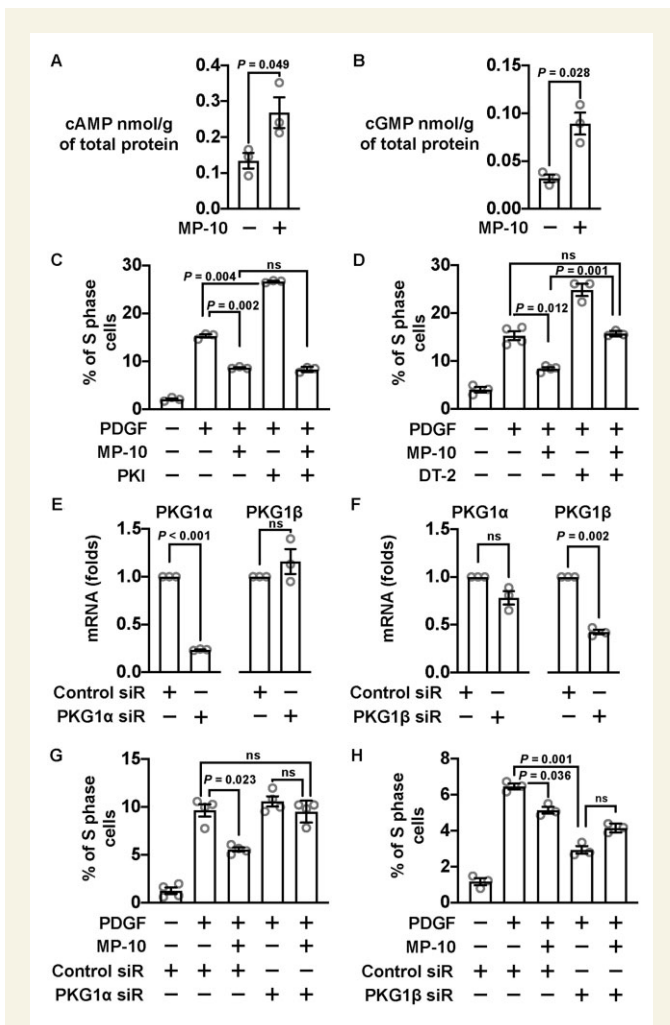 A
P = 0.049
0.4
0.3
0.2
0.1
0.0
cAMP nmol/g
of total protein
MP-10 − +
B
P = 0.028
0.15
0.10
0.05
0.00
cGMP nmol/g
of total protein
MP-10 − +
C
30
20
10
0
% of S phase
cells
ns
P = 0.004
P = 0.002
PDGF − + + + +
MP-10 − − + − +
PKI − − − + +
D
30
20
10
0
% of S phase
cells
ns
P = 0.001
P = 0.012
PDGF − + + + +
MP-10 − − + − +
DT-2 − − − + +
E
PKG1α PKG1β
P < 0.001 ns
1.5
1.0
0.5
0.0
mRNA (folds)
Control siR + − + −
PKG1α siR − + − +
F
PKG1α PKG1β
ns P = 0.002
1.5
1.0
0.5
0.0
mRNA (folds)
Control siR + − + −
PKG1β siR − + − +
G
15
10
5
0
% of S phase
cells
ns
P = 0.023
ns
PDGF − + + + +
MP-10 − − + − +
Control siR + + + − −
PKG1α siR − − − + +
H
8
6
4
2
0
% of S phase
cells
P = 0.001
P = 0.036
ns
PDGF − + + + +
MP-10 − − + − +
Control siR + + + − −
PKG1β siR − − − + +